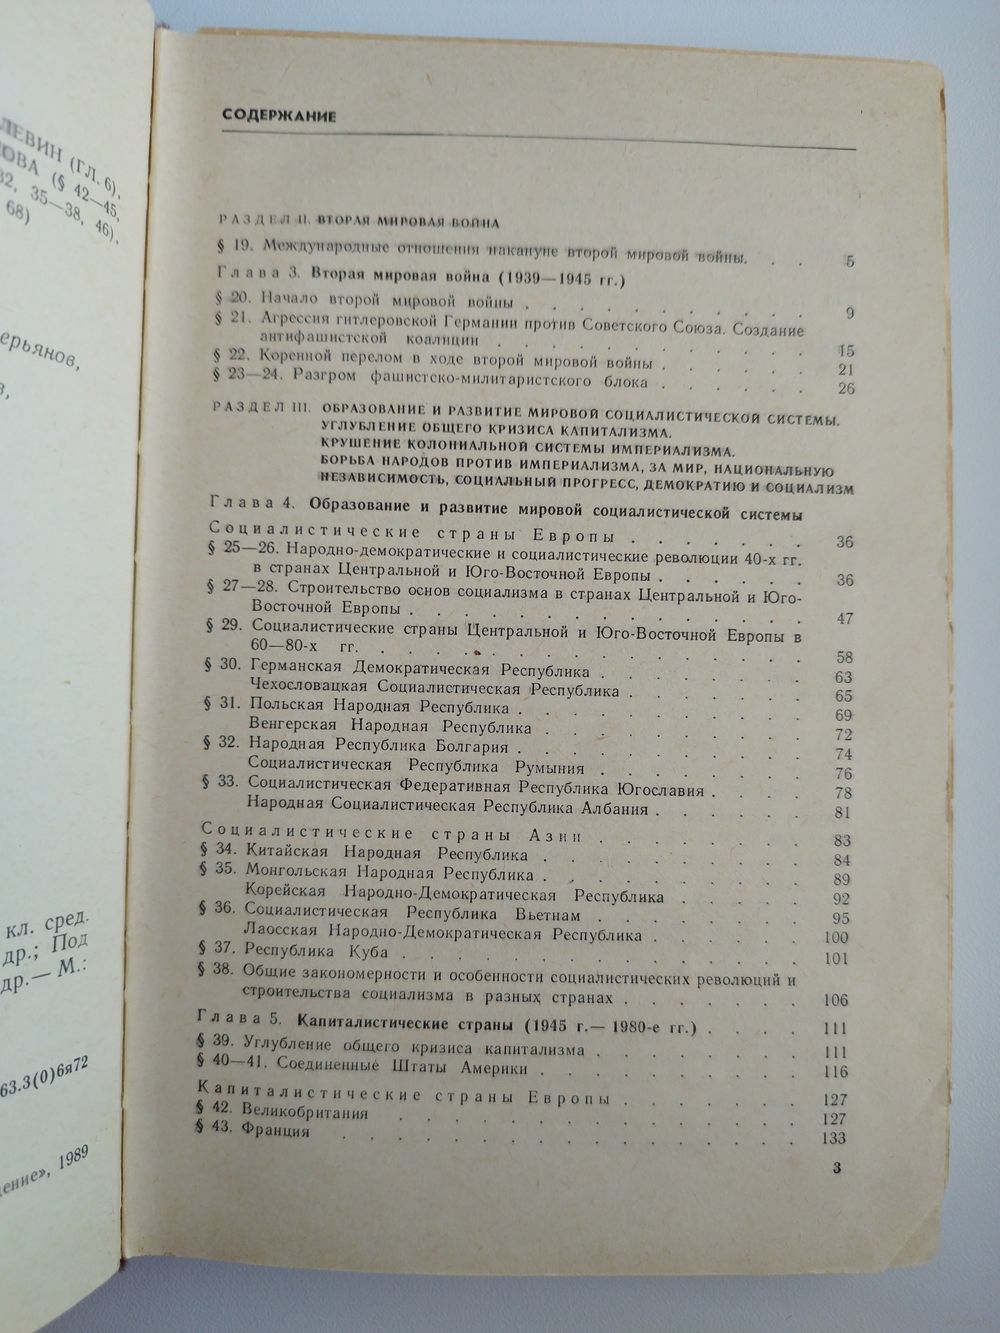 ЛЕВИН (ГЛ. 6),
ОВА (§ 42—45,
32, 35—38, 46),
68)
ерьянов,
в,
кл. сред.
др.; Под
др.— М.:
63.3(0)6я72
1989
СОДЕРЖАНИЕ
РАЗДЕЛ II. ВТОРАЯ МИРОВАЯ ВОЙНА
§ 19. Международные отношения накануне второй мировой войны. . . 5
Глава 3. Вторая мировая война (1939—1945 гг.)
§ 20. Начало второй мировой войны . . . . . . . . . 9
§ 21. Агрессия гитлеровской Германии против Советского Союза. Создание
антифашистской коалиции . . . . . . . . . . 15
§ 22. Коренной перелом в ходе второй мировой войны . . . . . 21
§ 23—24. Разгром фашистско-милитаристского блока . . . . . 26
РАЗДЕЛ III. ОБРАЗОВАНИЕ И РАЗВИТИЕ МИРОВОЙ СОЦИАЛИСТИЧЕСКОЙ СИСТЕМЫ.
УГЛУБЛЕНИЕ ОБЩЕГО КРИЗИСА КАПИТАЛИЗМА.
КРУШЕНИЕ КОЛОНИАЛЬНОЙ СИСТЕМЫ ИМПЕРИАЛИЗМА.
БОРЬБА НАРОДОВ ПРОТИВ ИМПЕРИАЛИЗМА, ЗА МИР, НАЦИОНАЛЬНУЮ
НЕЗАВИСИМОСТЬ, СОЦИАЛЬНЫЙ ПРОГРЕСС, ДЕМОКРАТИЮ И СОЦИАЛИЗМ
Глава 4. Образование и развитие мировой социалистической системы
Социалистические страны Европы . . . . . . 36
§ 25—26. Народно-демократические и социалистические революции 40-х гг.
в странах Центральной и Юго-Восточной Европы . . . . . . 36
§ 27—28. Строительство основ социализма в странах Центральной и Юго-
Восточной Европы . . . . . . . . . . . . . 47
§ 29. Социалистические страны Центральной и Юго-Восточной Европы в
60—80-х гг. . . . . . . . . . . . . . . 58
§ 30. Германская Демократическая Республика . . . . . . . 63
Чехословацкая Социалистическая Республика . . . . . . 65
§ 31. Польская Народная Республика . . . . . . . . . 69
Венгерская Народная Республика . . . . . . . . 72
§ 32. Народная Республика Болгария . . . . . . . . . 74
Социалистическая Республика Румыния . . . . . . . 76
§ 33. Социалистическая Федеративная Республика Югославия . . . . 78
Народная Социалистическая Республика Албания . . . . . . 81
Социалистические страны Азии . . . . . . . 83
§ 34. Китайская Народная Республика . . . . . . . . 84
§ 35. Монгольская Народная Республика . . . . . . . . . 89
Корейская Народно-Демократическая Республика . . . . . 92
§ 36. Социалистическая Республика Вьетнам . . . . . . . 95
Лаосская Народно-Демократическая Республика . . . . . . 100
§ 37. Республика Куба . . . . . . . . . . . . . . 101
§ 38. Общие закономерности и особенности социалистических революций и
строительства социализма в разных странах . . . . . . . 106
Глава 5. Капиталистические страны (1945 г.— 1980-е гг.) . . . . 111
§ 39. Углубление общего кризиса капитализма . . . . . . . . 111
§ 40—41. Соединенные Штаты Америки . . . . . . . . . 116
Капиталистические страны Европы . . . . . . 127
§ 42. Великобритания . . . . . . . . . . . . . . 127
§ 43. Франция . . . . . . . . . . . . . . . . 133
3